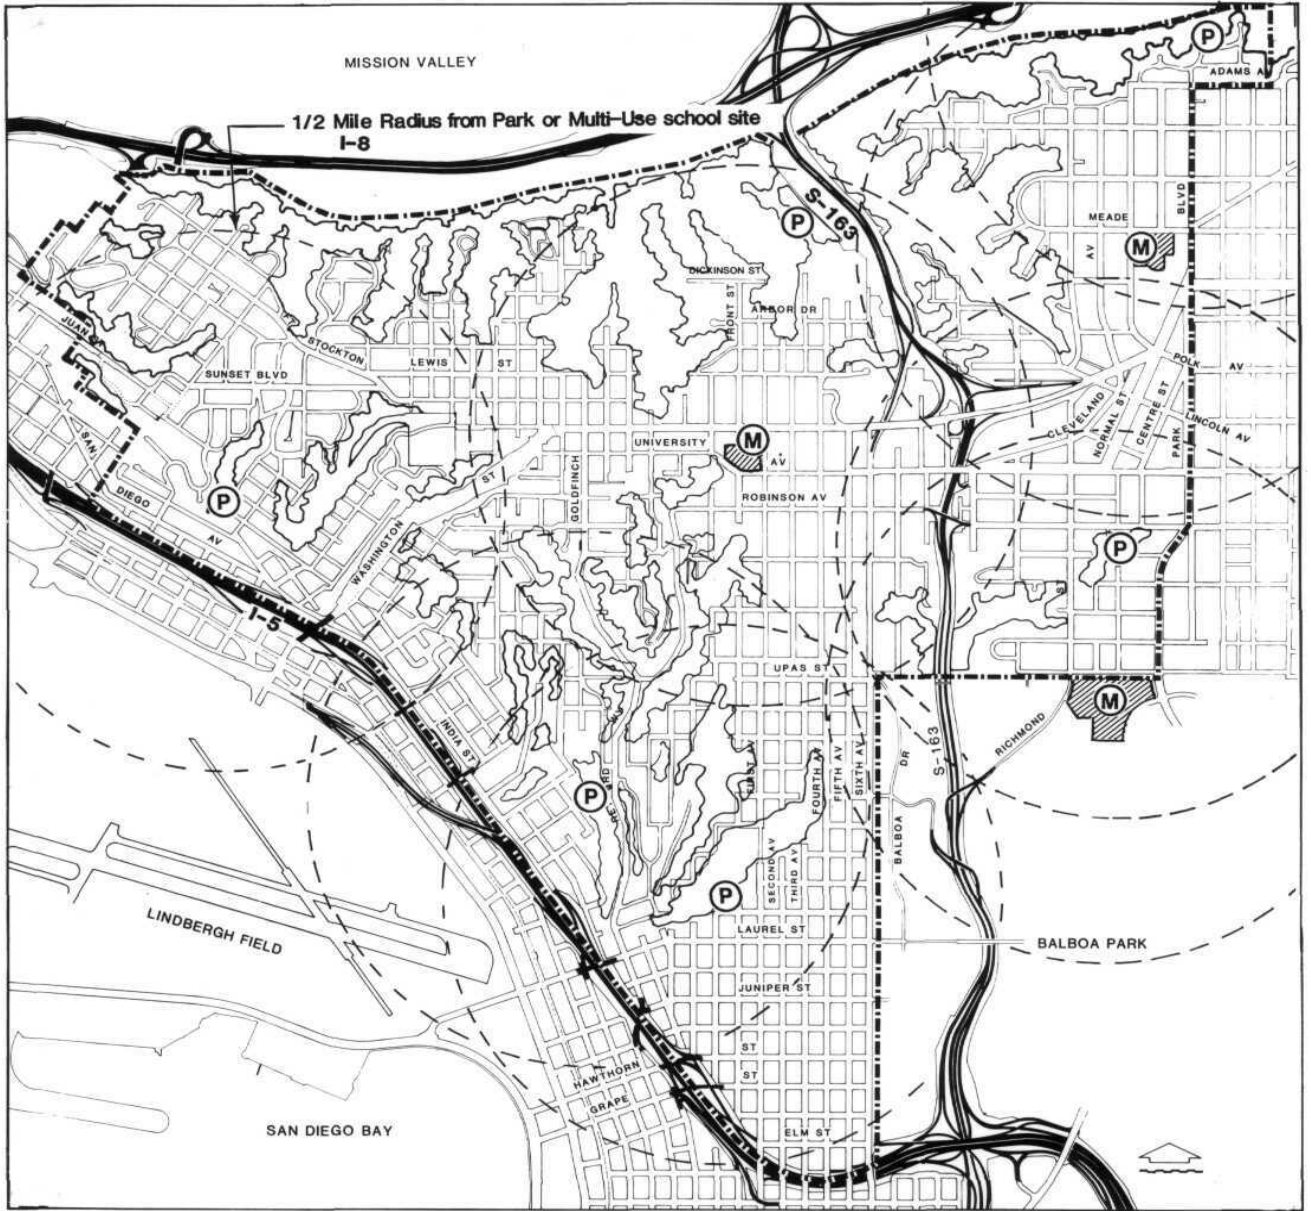 MISSION VALLEY
1/2 Mile Radius from Park or Multi-Use school site
I-8
P
ADAMS A
S-163
P
BLVD
MEADE
AV
M
DICKINSON ST
FRONT ST
ARBOR DR
JUAN
STOCKTON
LEWIS ST
SUNSET BLVD
POLK AV
CLEVELAND
NORMAL ST
CENTRE ST
PARK
LINCOLN AV
SAN
DIEGO
AV
P
WASHINGTON
ST
GOLDFINCH
UNIVERSITY
AV
M
ROBINSON AV
P
I-5
UPAS ST
M
RICHMOND
S-163
DR
BALBOA
INDIA ST
P
FIRST AV
FOURTH AV
FIFTH AV
SIXTH AV
SECOND AV
THIRD AV
P
LAUREL ST
LINDBERGH FIELD
BALBOA PARK
JUNIPER ST
ST
ST
HAWTHORN
GRAPE
ELM ST
SAN DIEGO BAY